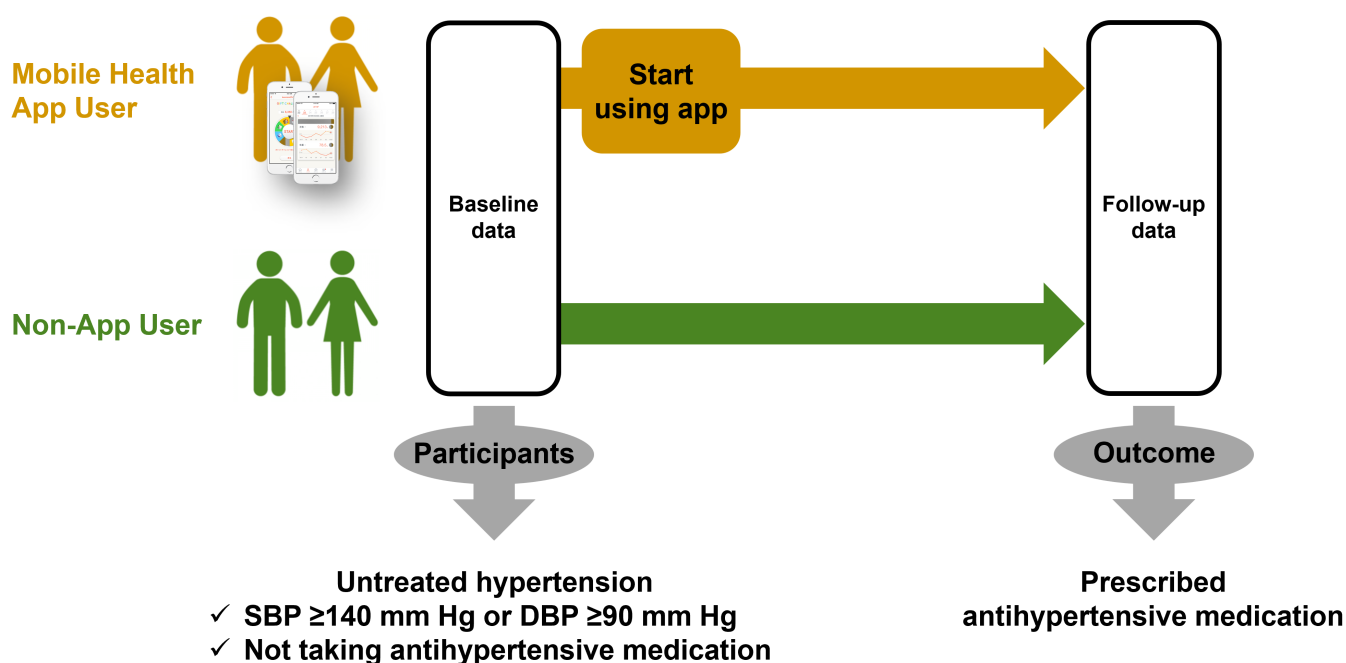 Mobile Health
App User
Start
using app
Baseline
data
Follow-up
data
Non-App User
Participants
Outcome
Untreated hypertension
✓ SBP ≥140 mm Hg or DBP ≥90 mm Hg
✓ Not taking antihypertensive medication
Prescribed
antihypertensive medication